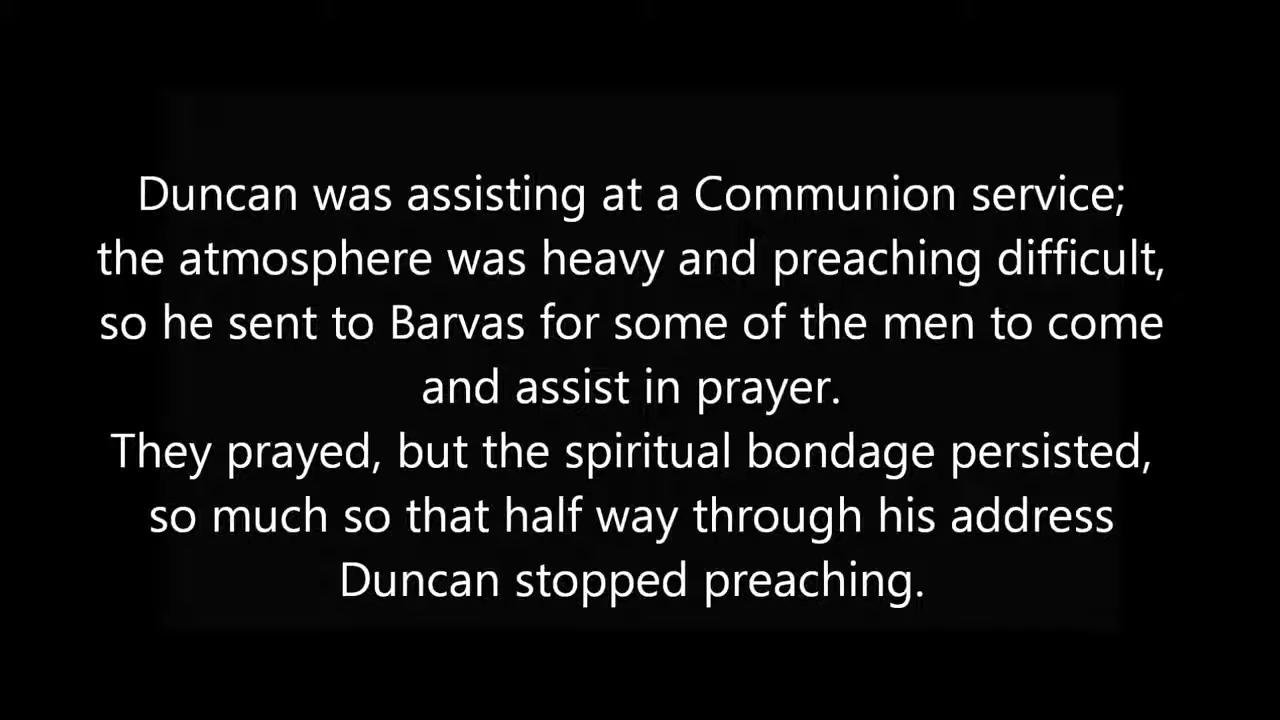 Duncan was assisting at a Communion service;
the atmosphere was heavy and preaching difficult,
so he sent to Barvas for some of the men to come
and assist in prayer.
They prayed, but the spiritual bondage persisted,
so much so that half way through his address
Duncan stopped preaching.